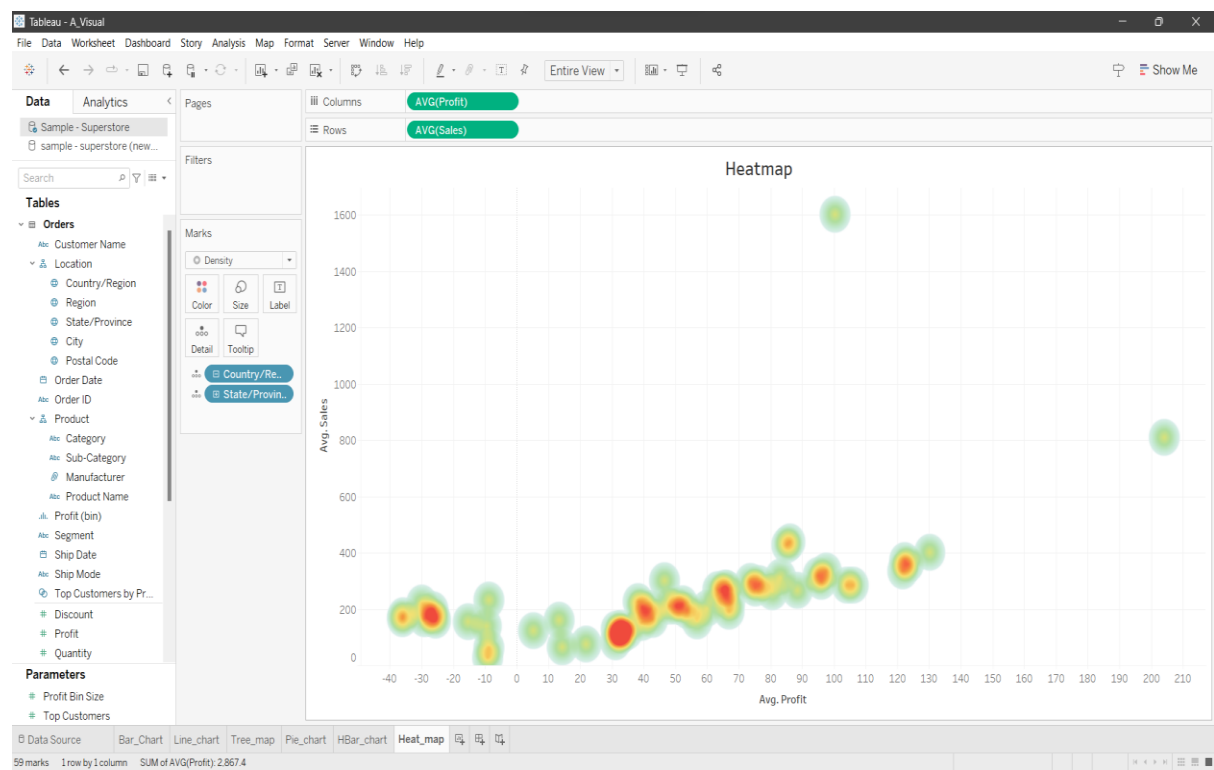 Tableau - A_Visual
File Data Worksheet Dashboard Story Analysis Map Format Server Window Help
Entire View
Show Me
Data Analytics
Sample - Superstore
sample - superstore (new...
Search
Tables
Orders
Abc Customer Name
Location
Country/Region
Region
State/Province
City
Postal Code
Order Date
Abc Order ID
Product
Abc Category
Abc Sub-Category
Manufacturer
Abc Product Name
Profit (bin)
Abc Segment
Ship Date
Abc Ship Mode
Top Customers by Pr...
# Discount
# Profit
# Quantity
Parameters
# Profit Bin Size
# Top Customers
Pages
Filters
Marks
Density
Color Size Label
Detail Tooltip
Country/Re..
State/Provin..
Columns AVG(Profit)
Rows AVG(Sales)
Heatmap
Avg. Sales
1600
1400
1200
1000
800
600
400
200
0
-40 -30 -20 -10 0 10 20 30 40 50 60 70 80 90 100 110 120 130 140 150 160 170 180 190 200 210
Avg. Profit
Data Source Bar_Chart Line_chart Tree_map Pie_chart HBar_chart Heat_map
59 marks 1 row by 1 column SUM of AVG(Profit): 2,867.4